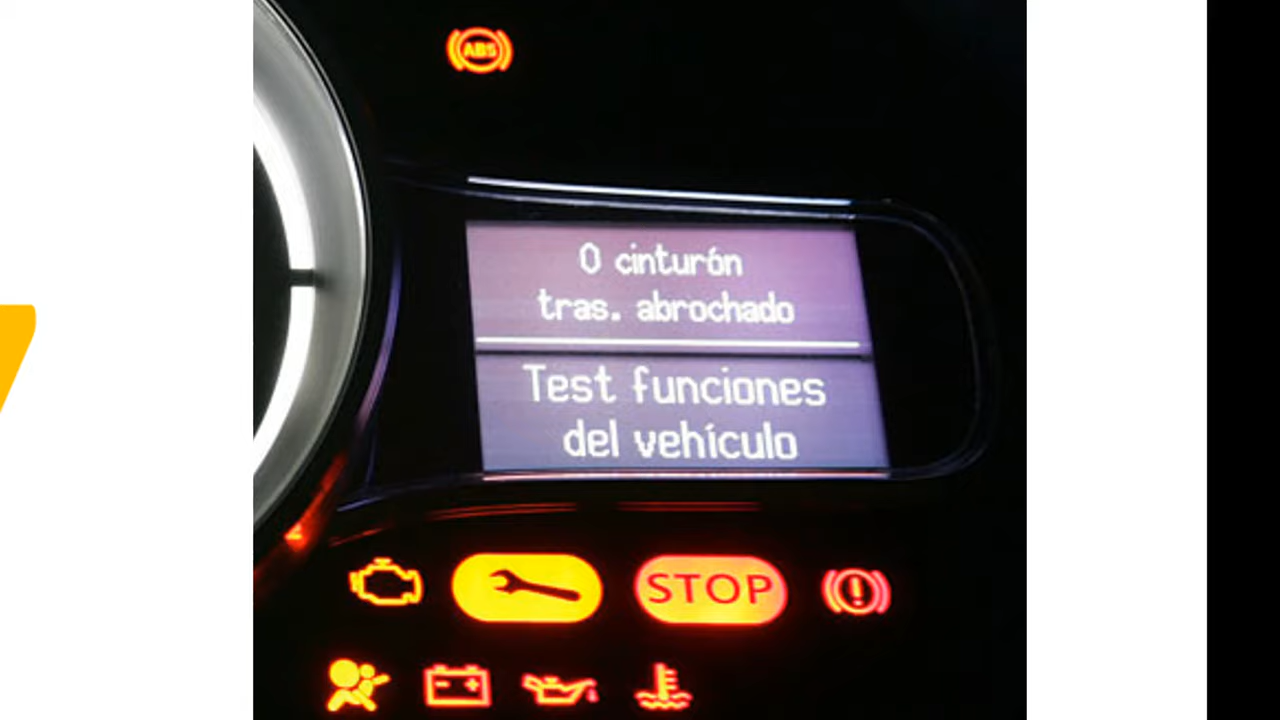 ABS
0 cinturón
tras. abrochado
Test funciones
del vehículo
STOP